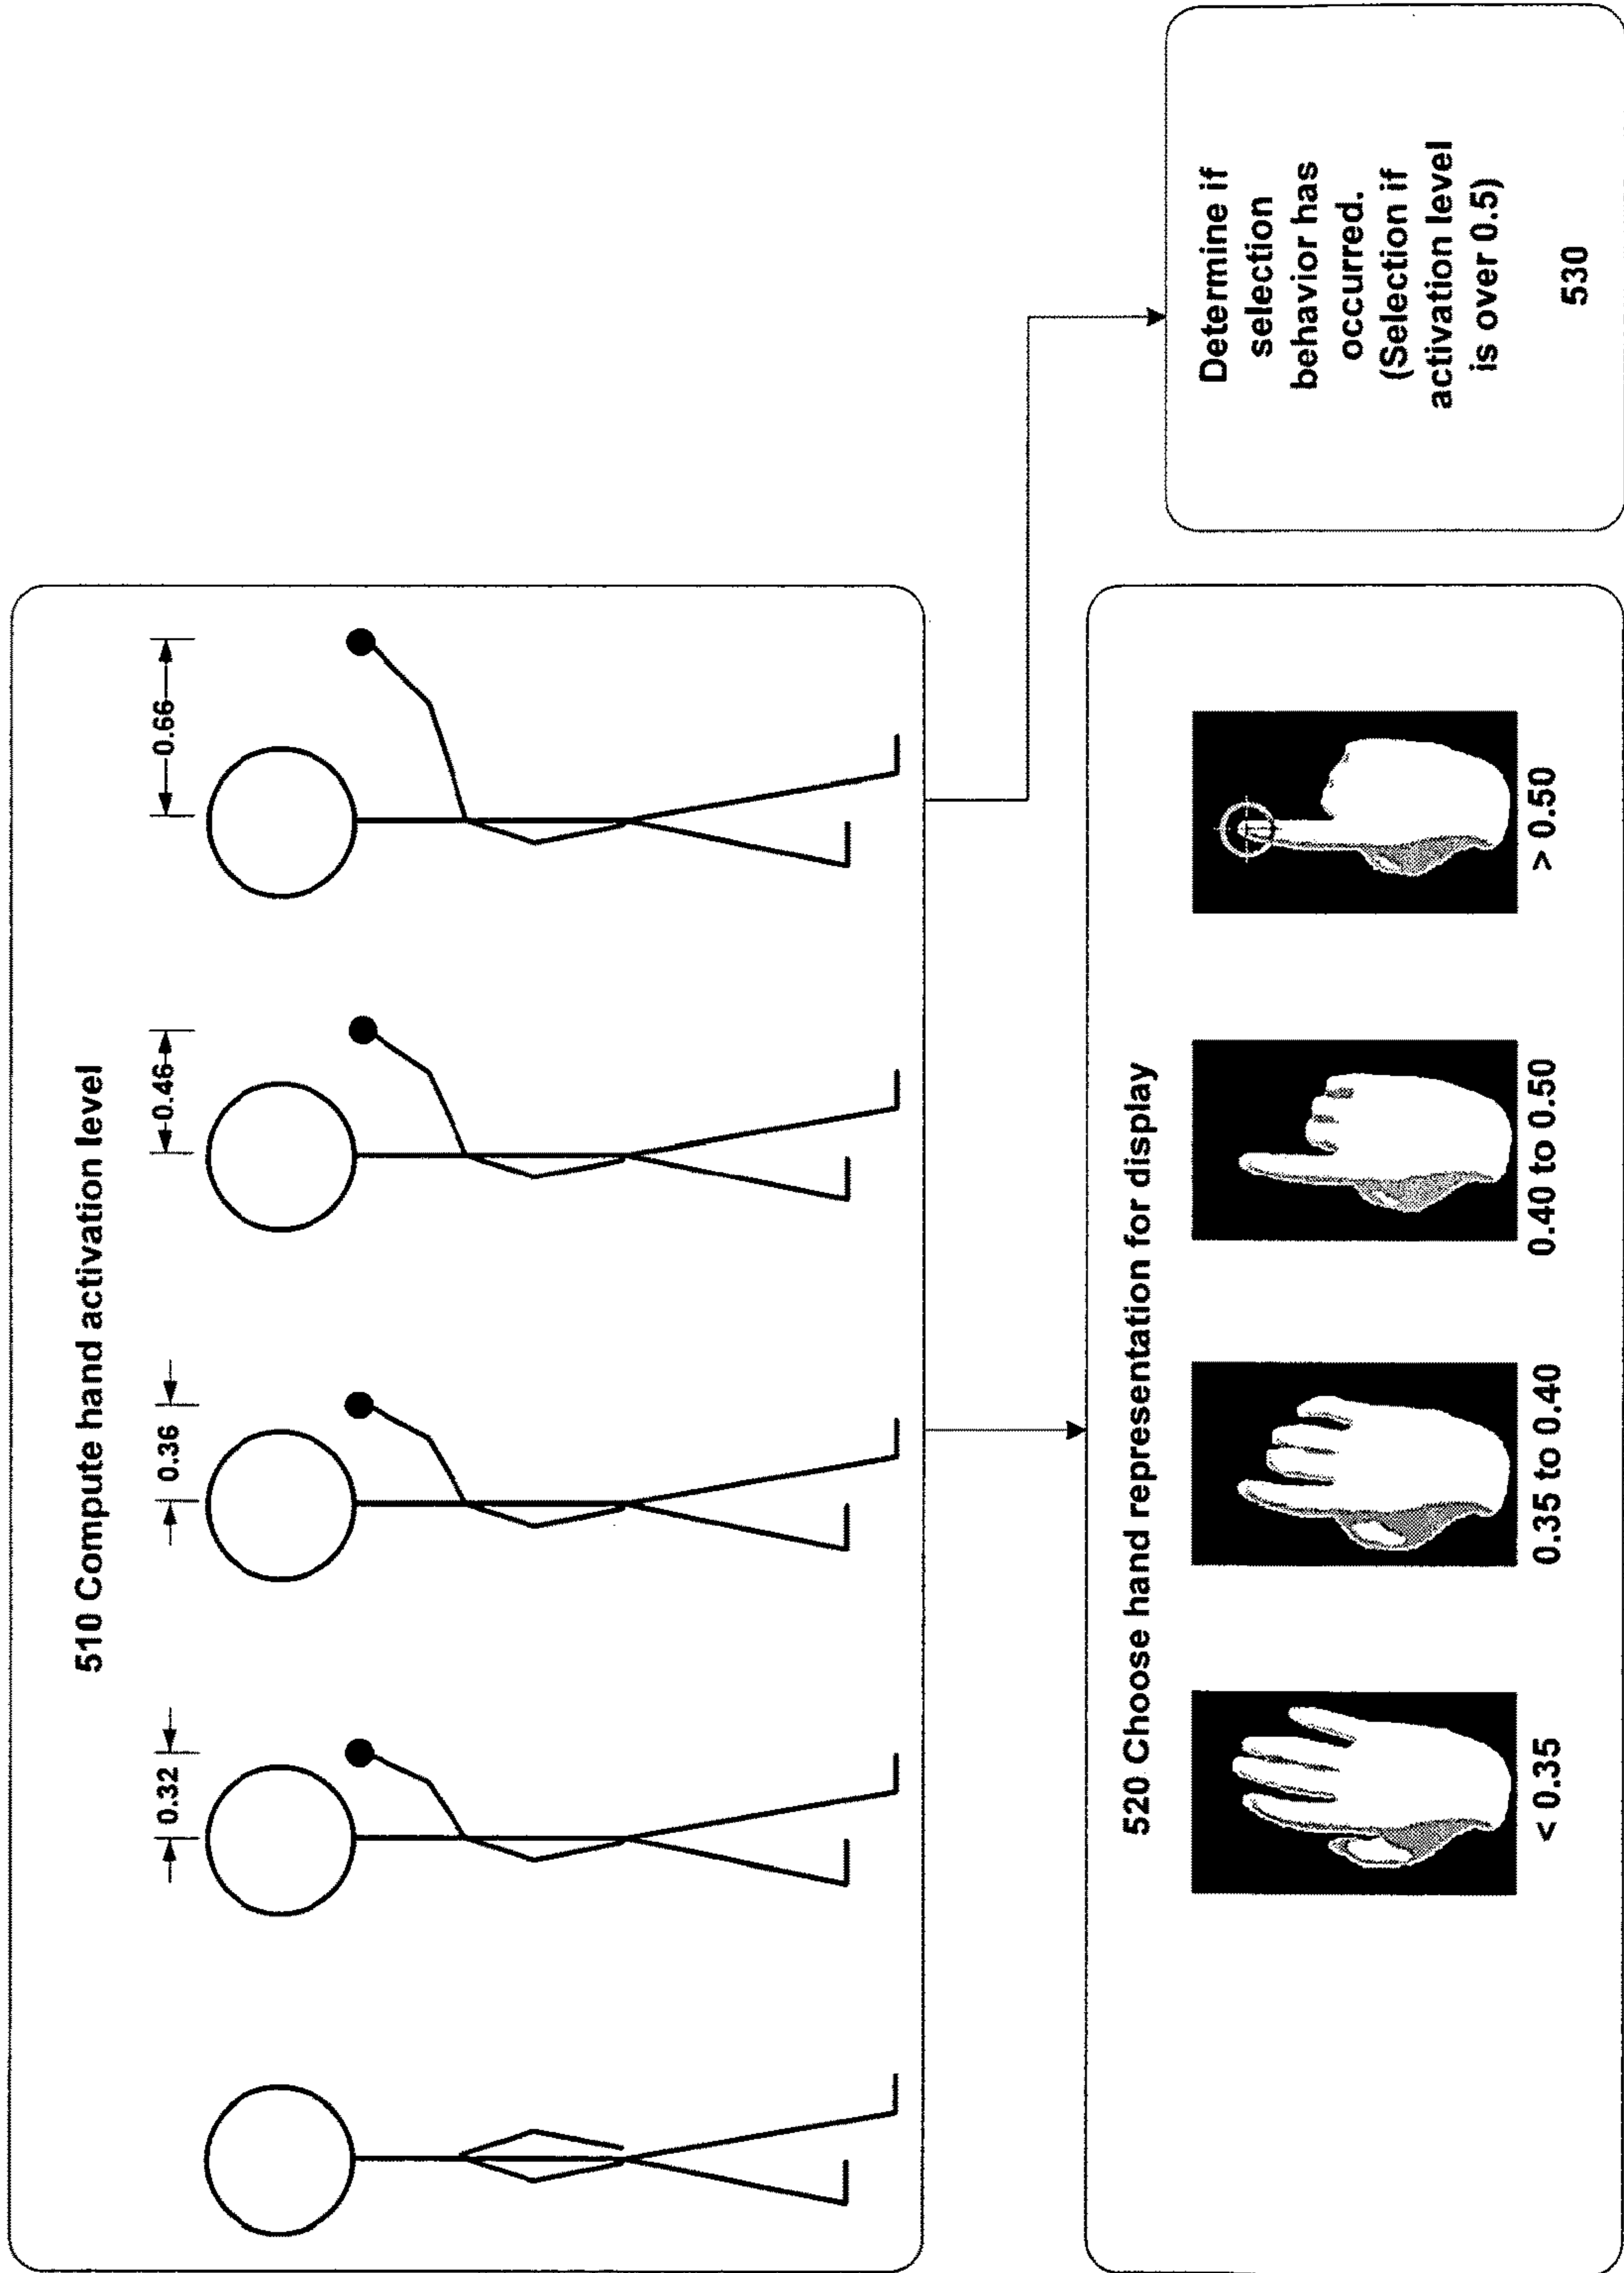 510 Compute hand activation level
0.32
0.36
0.46
0.66
520 Choose hand representation for display
< 0.35
0.35 to 0.40
0.40 to 0.50
> 0.50
Determine if
selection
behavior has
occurred.
(Selection if
activation level
is over 0.5)
530